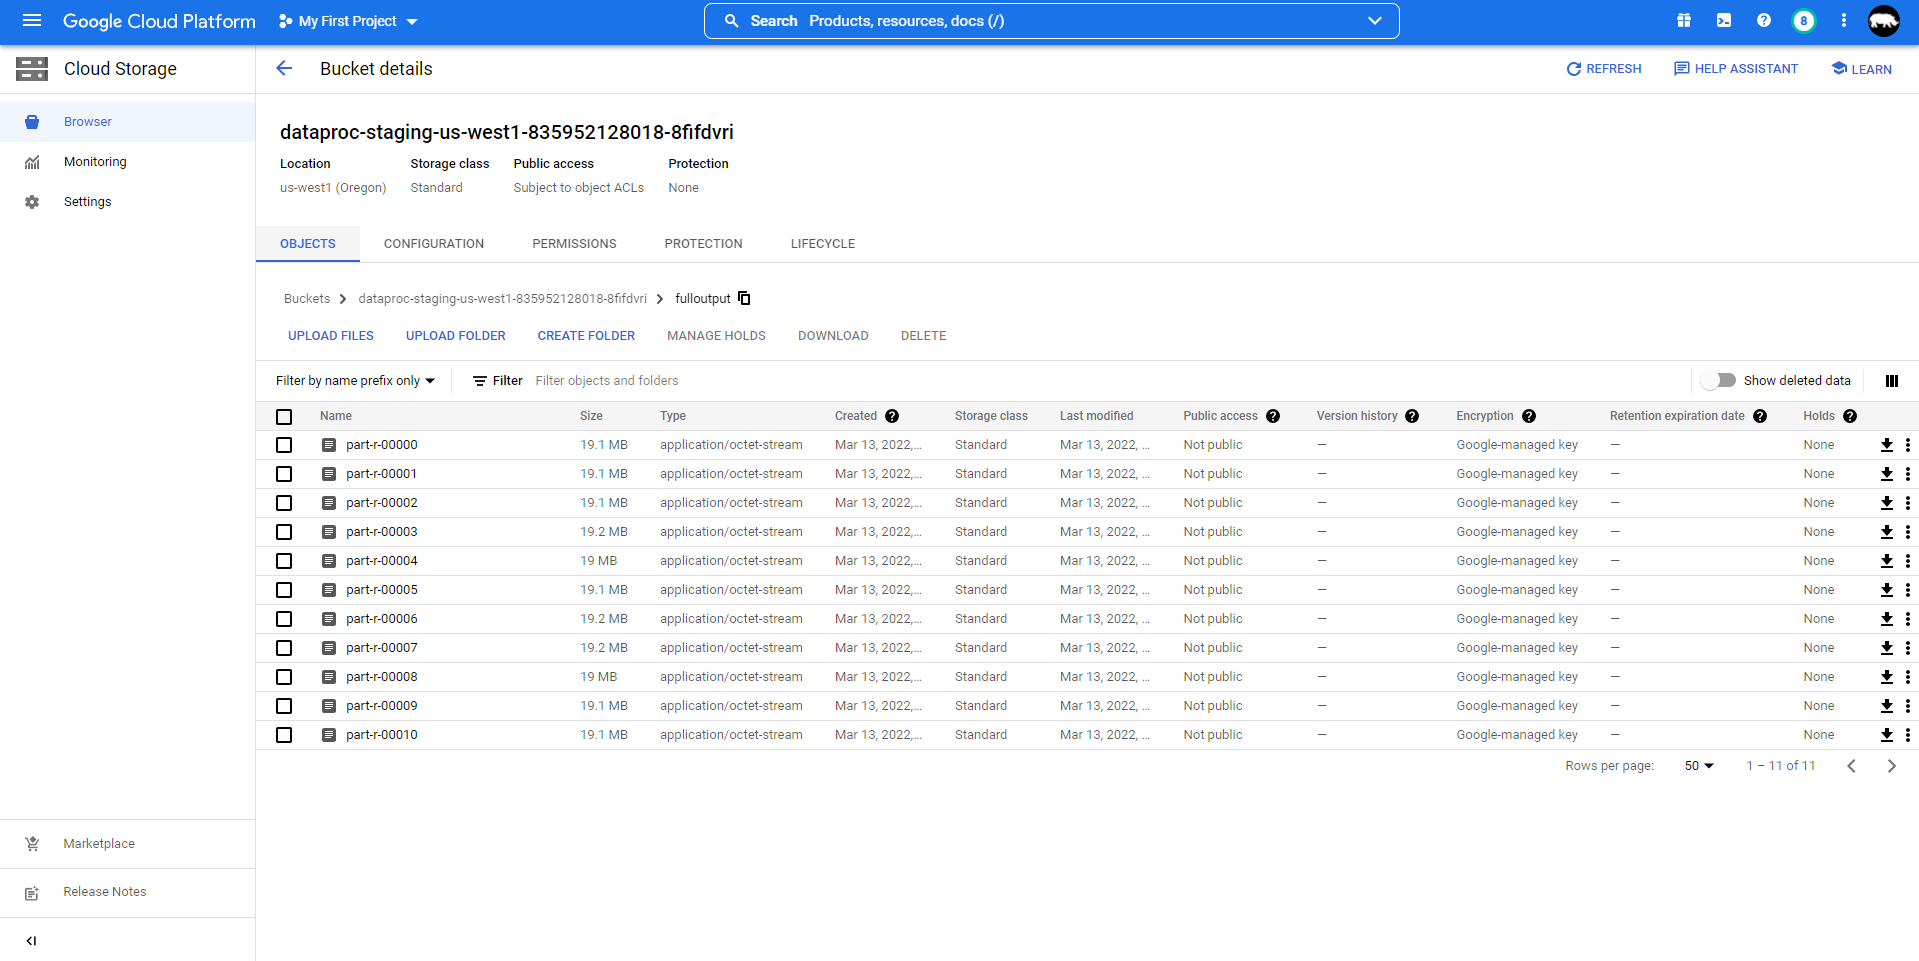 Google Cloud Platform My First Project Search Products, resources, docs (/) 8
Cloud Storage
Bucket details
REFRESH HELP ASSISTANT LEARN
Browser
Monitoring
Settings
dataproc-staging-us-west1-835952128018-8fifdvri
Location Storage class Public access Protection
us-west1 (Oregon) Standard Subject to object ACLs None
OBJECTS CONFIGURATION PERMISSIONS PROTECTION LIFECYCLE
Buckets > dataproc-staging-us-west1-835952128018-8fifdvri > fulloutput
UPLOAD FILES UPLOAD FOLDER CREATE FOLDER MANAGE HOLDS DOWNLOAD DELETE
Filter by name prefix only Filter Filter objects and folders Show deleted data
Name Size Type Created Storage class Last modified Public access Version history Encryption Retention expiration date Holds
part-r-00000 19.1 MB application/octet-stream Mar 13, 2022,... Standard Mar 13, 2022, ... Not public — Google-managed key — None
part-r-00001 19.1 MB application/octet-stream Mar 13, 2022,... Standard Mar 13, 2022, ... Not public — Google-managed key — None
part-r-00002 19.1 MB application/octet-stream Mar 13, 2022,... Standard Mar 13, 2022, ... Not public — Google-managed key — None
part-r-00003 19.2 MB application/octet-stream Mar 13, 2022,... Standard Mar 13, 2022, ... Not public — Google-managed key — None
part-r-00004 19 MB application/octet-stream Mar 13, 2022,... Standard Mar 13, 2022, ... Not public — Google-managed key — None
part-r-00005 19.1 MB application/octet-stream Mar 13, 2022,... Standard Mar 13, 2022, ... Not public — Google-managed key — None
part-r-00006 19.2 MB application/octet-stream Mar 13, 2022,... Standard Mar 13, 2022, ... Not public — Google-managed key — None
part-r-00007 19.2 MB application/octet-stream Mar 13, 2022,... Standard Mar 13, 2022, ... Not public — Google-managed key — None
part-r-00008 19 MB application/octet-stream Mar 13, 2022,... Standard Mar 13, 2022, ... Not public — Google-managed key — None
part-r-00009 19.1 MB application/octet-stream Mar 13, 2022,... Standard Mar 13, 2022, ... Not public — Google-managed key — None
part-r-00010 19.1 MB application/octet-stream Mar 13, 2022,... Standard Mar 13, 2022, ... Not public — Google-managed key — None
Rows per page: 50 1 – 11 of 11
Marketplace
Release Notes